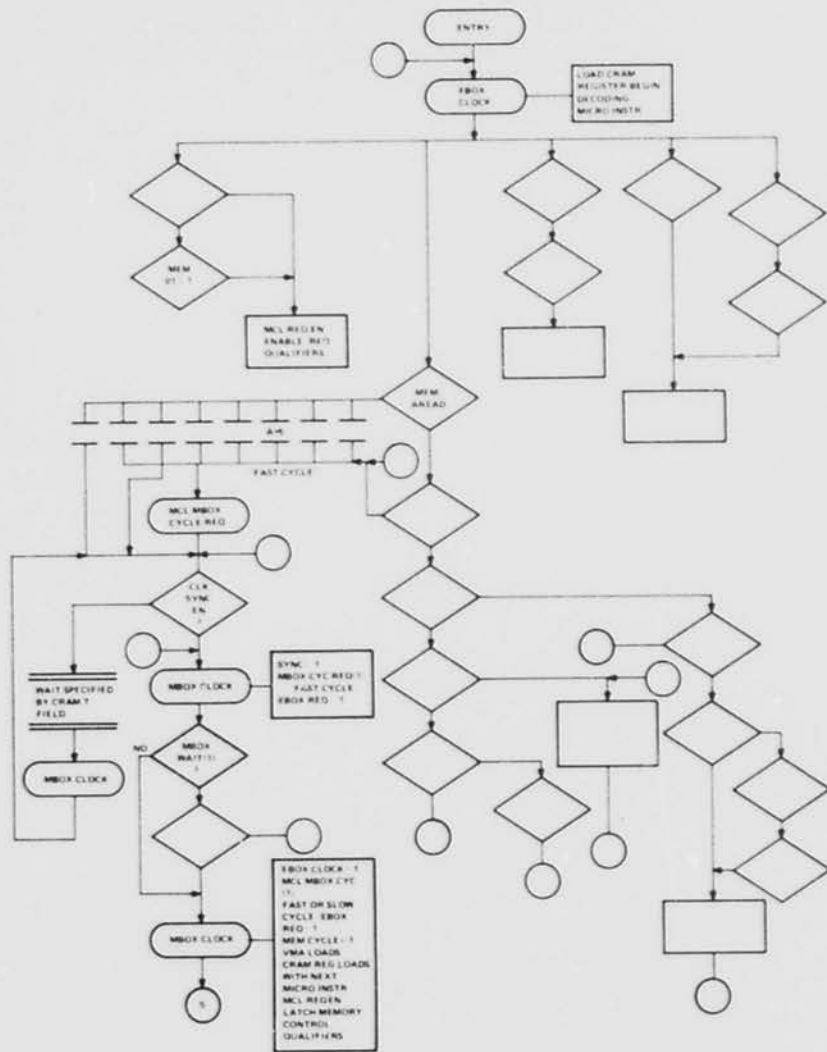 ENTRY
EBOX
CLOCK
LOAD CRAM
REGISTER BEGIN
DECODING
MICRO INSTR
MEM
MCL REQ EN
ENABLE REQ
QUALIFIERS
MEM
AREAD
FAST CYCLE
MCL MBOX
CYCLE REQ
CLK
SYNC
EN
?
WAIT SPECIFIED
BY CRAM T
FIELD
MBOX CLOCK
MBOX CLOCK
SYNC
MBOX CYC REQ
FAST CYCLE
EBOX REQ
NO
MBOX
WAIT(1)
?
MBOX CLOCK
EBOX CLOCK
MCL MBOX CYC
FAST OR SLOW
CYCLE EBOX
REQ
MEM CYCLE
VMA LOADS
CRAM REG LOADS
WITH NEXT
MICRO INSTR
MCL REQ EN
LATCH MEMORY
CONTROL
QUALIFIERS